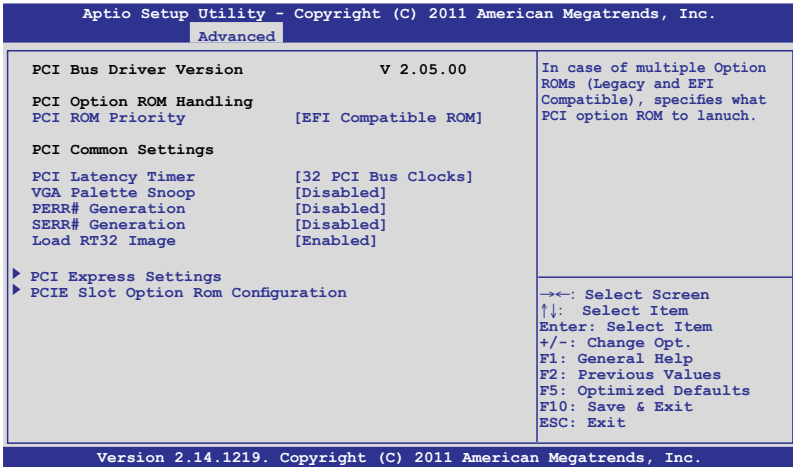 Aptio Setup Utility - Copyright (C) 2011 American Megatrends, Inc.
Advanced
PCI Bus Driver Version V 2.05.00
PCI Option ROM Handling
PCI ROM Priority [EFI Compatible ROM]
PCI Common Settings
PCI Latency Timer [32 PCI Bus Clocks]
VGA Palette Snoop [Disabled]
PERR# Generation [Disabled]
SERR# Generation [Disabled]
Load RT32 Image [Enabled]
PCI Express Settings
PCIE Slot Option Rom Configuration
In case of multiple Option
ROMs (Legacy and EFI
Compatible), specifies what
PCI option ROM to lanuch.
→←: Select Screen
↑↓: Select Item
Enter: Select Item
+/-: Change Opt.
F1: General Help
F2: Previous Values
F5: Optimized Defaults
F10: Save & Exit
ESC: Exit
Version 2.14.1219. Copyright (C) 2011 American Megatrends, Inc.